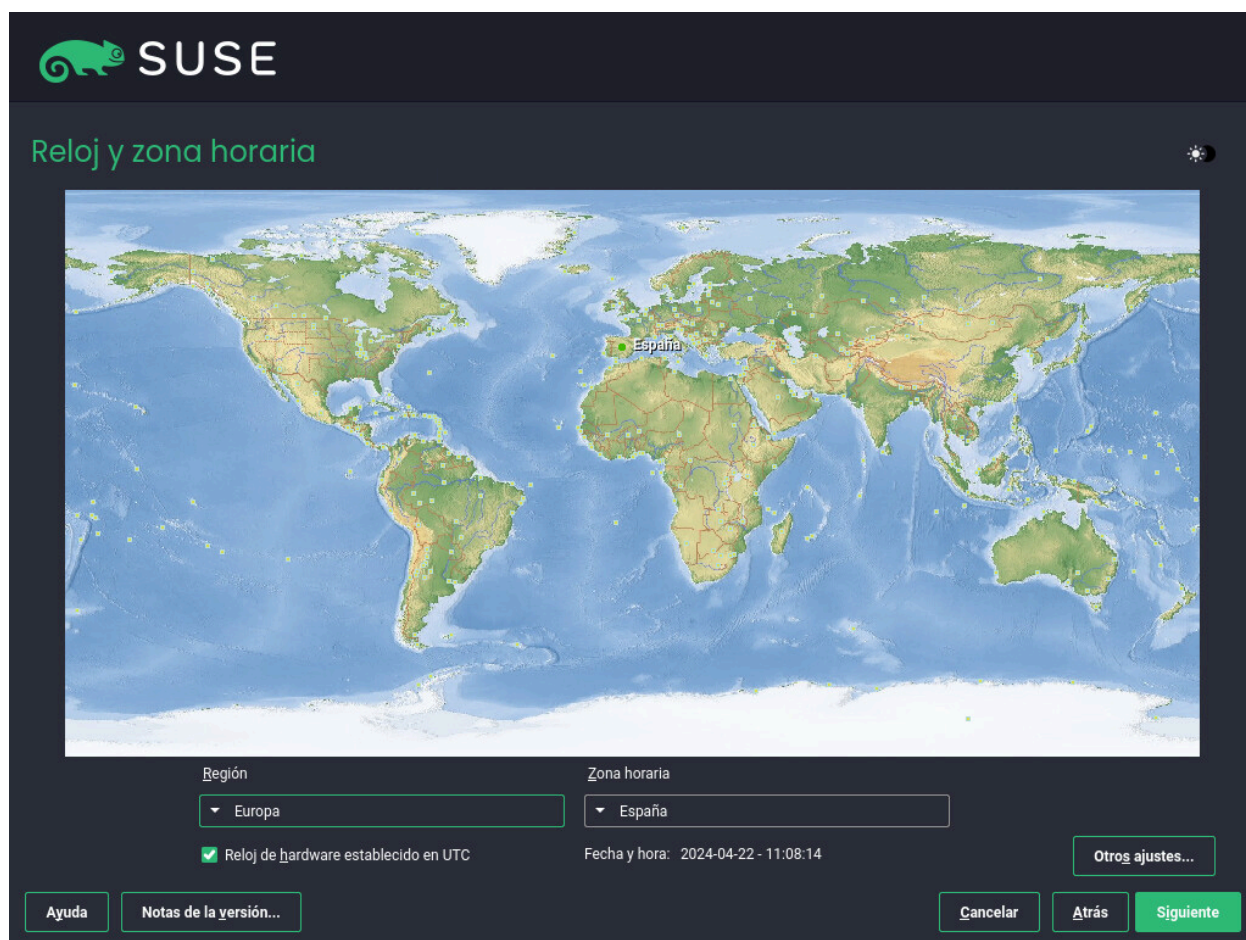 SUSE
Reloj y zona horaria
España
Región
Zona horaria
Europa
España
Reloj de hardware establecido en UTC
Fecha y hora: 2024-04-22 - 11:08:14
Otros ajustes...
Ayuda
Notas de la versión...
Cancelar
Atrás
Siguiente